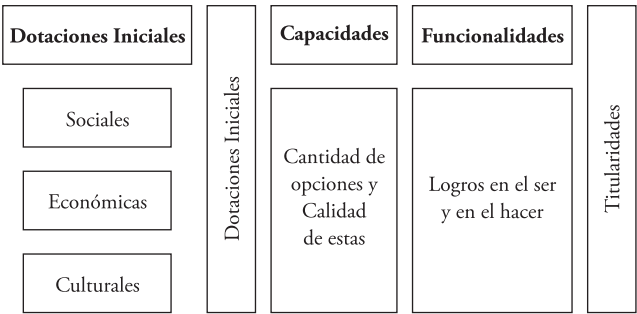 Dotaciones Iniciales
Sociales
Económicas
Culturales
Dotaciones Iniciales
Capacidades
Cantidad de
opciones y
Calidad
de estas
Funcionalidades
Logros en el ser
y en el hacer
Titularidades